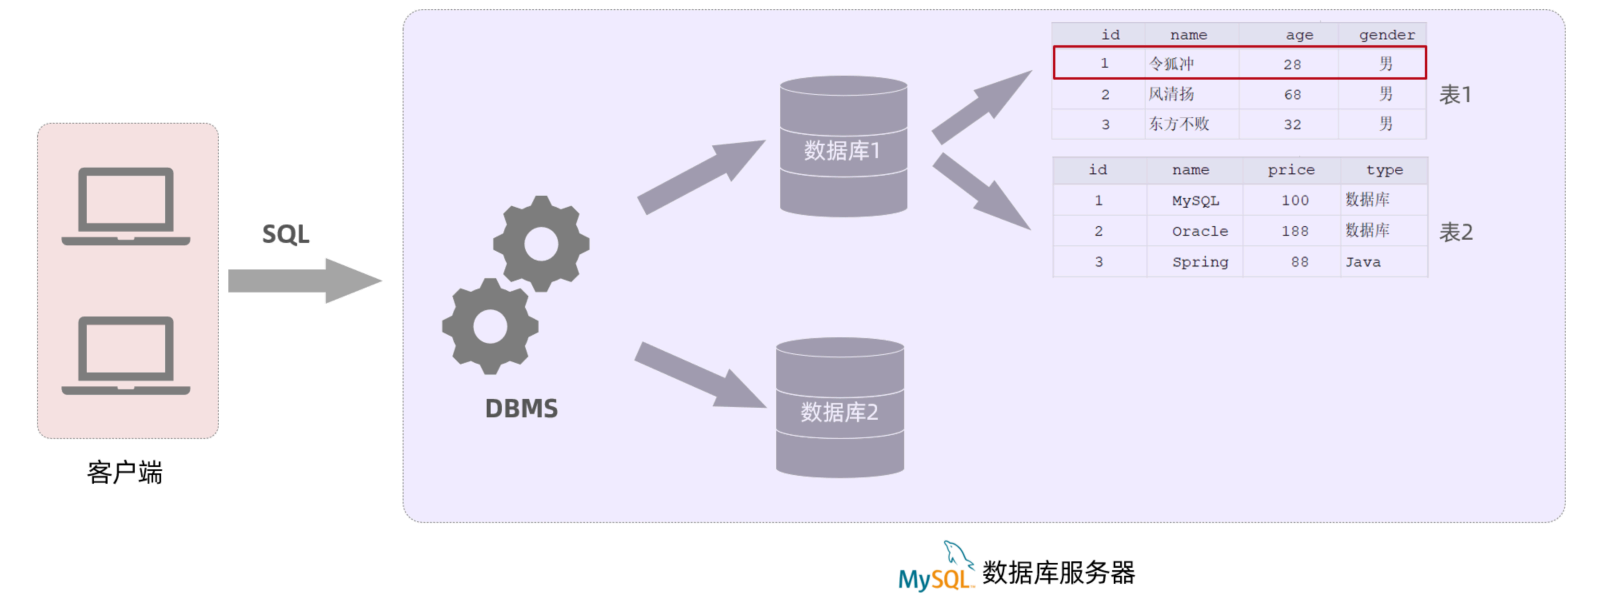 id name age gender
1 令狐冲 28 男
2 风清扬 68 男
3 东方不败 32 男
表1
id name price type
1 MySQL 100 数据库
2 Oracle 188 数据库
3 Spring 88 Java
表2
数据库1
SQL
DBMS
数据库2
客户端
MySQL 数据库服务器